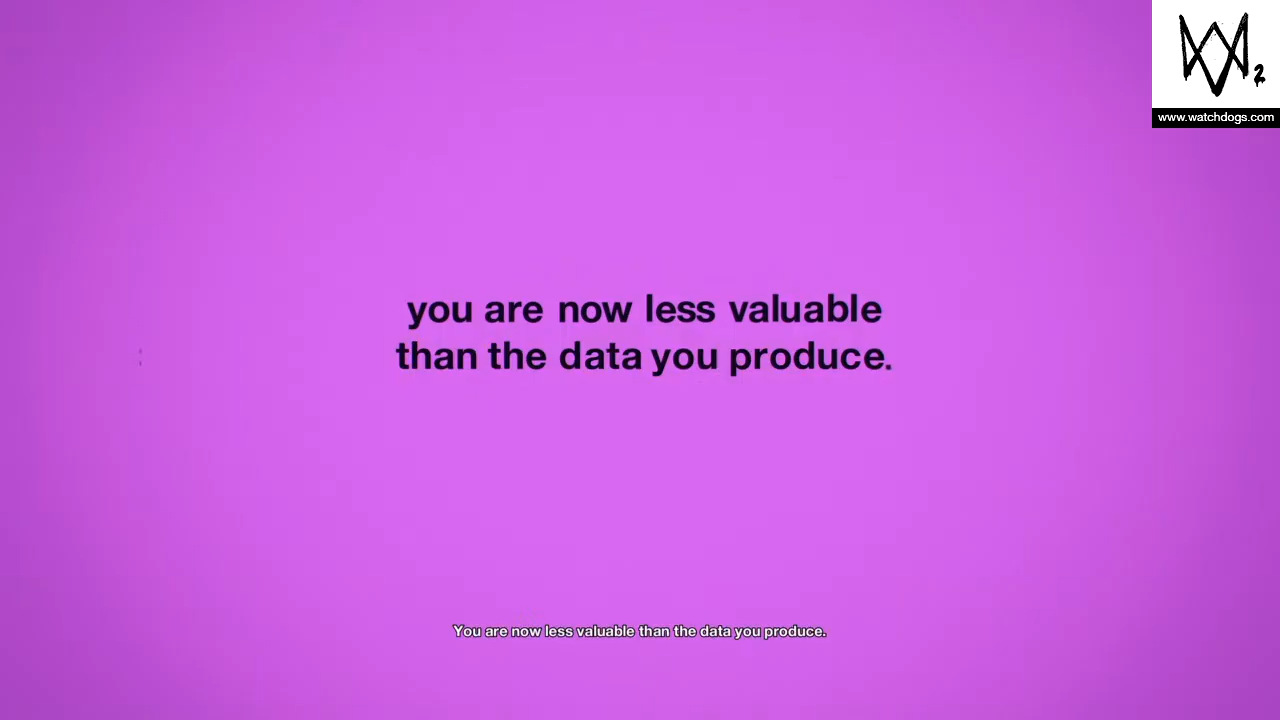 2
www.watchdogs.com
you are now less valuable
than the data you produce.
You are now less valuable than the data you produce.